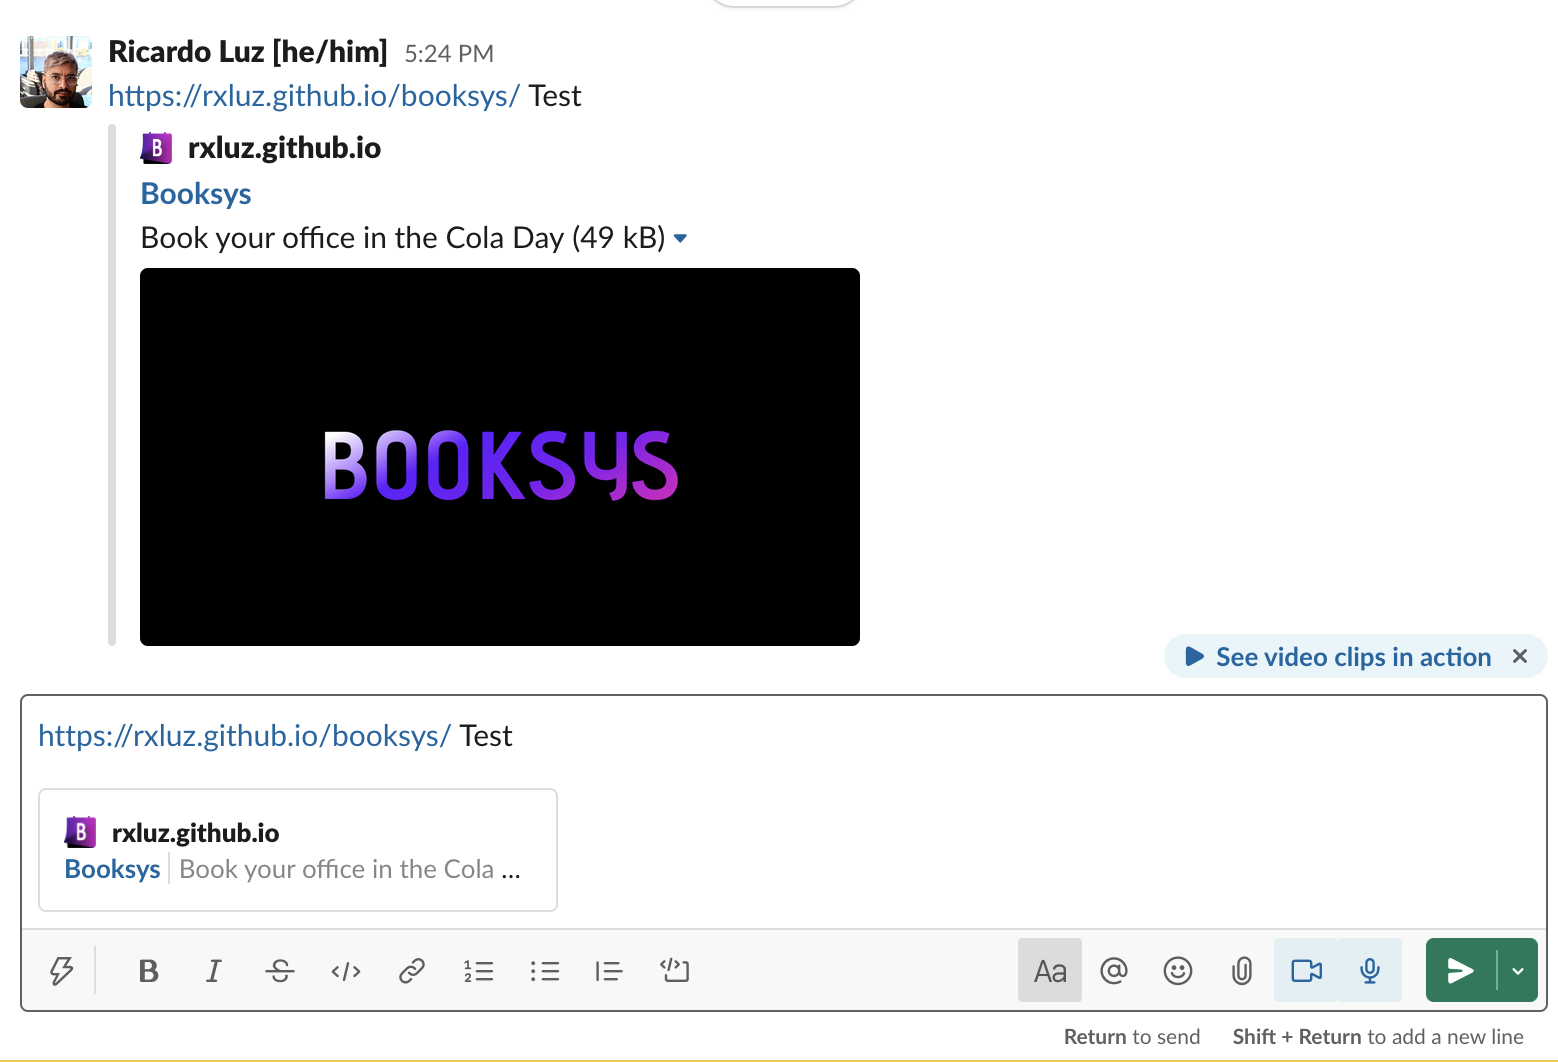 Ricardo Luz [he/him] 5:24 PM
https://rxluz.github.io/booksys/ Test
B rxluz.github.io
Booksys
Book your office in the Cola Day (49 kB)
BOOKSYS
See video clips in action
https://rxluz.github.io/booksys/ Test
B rxluz.github.io
Booksys Book your office in the Cola ...
B I S </> Aa @
Return to send Shift + Return to add a new line